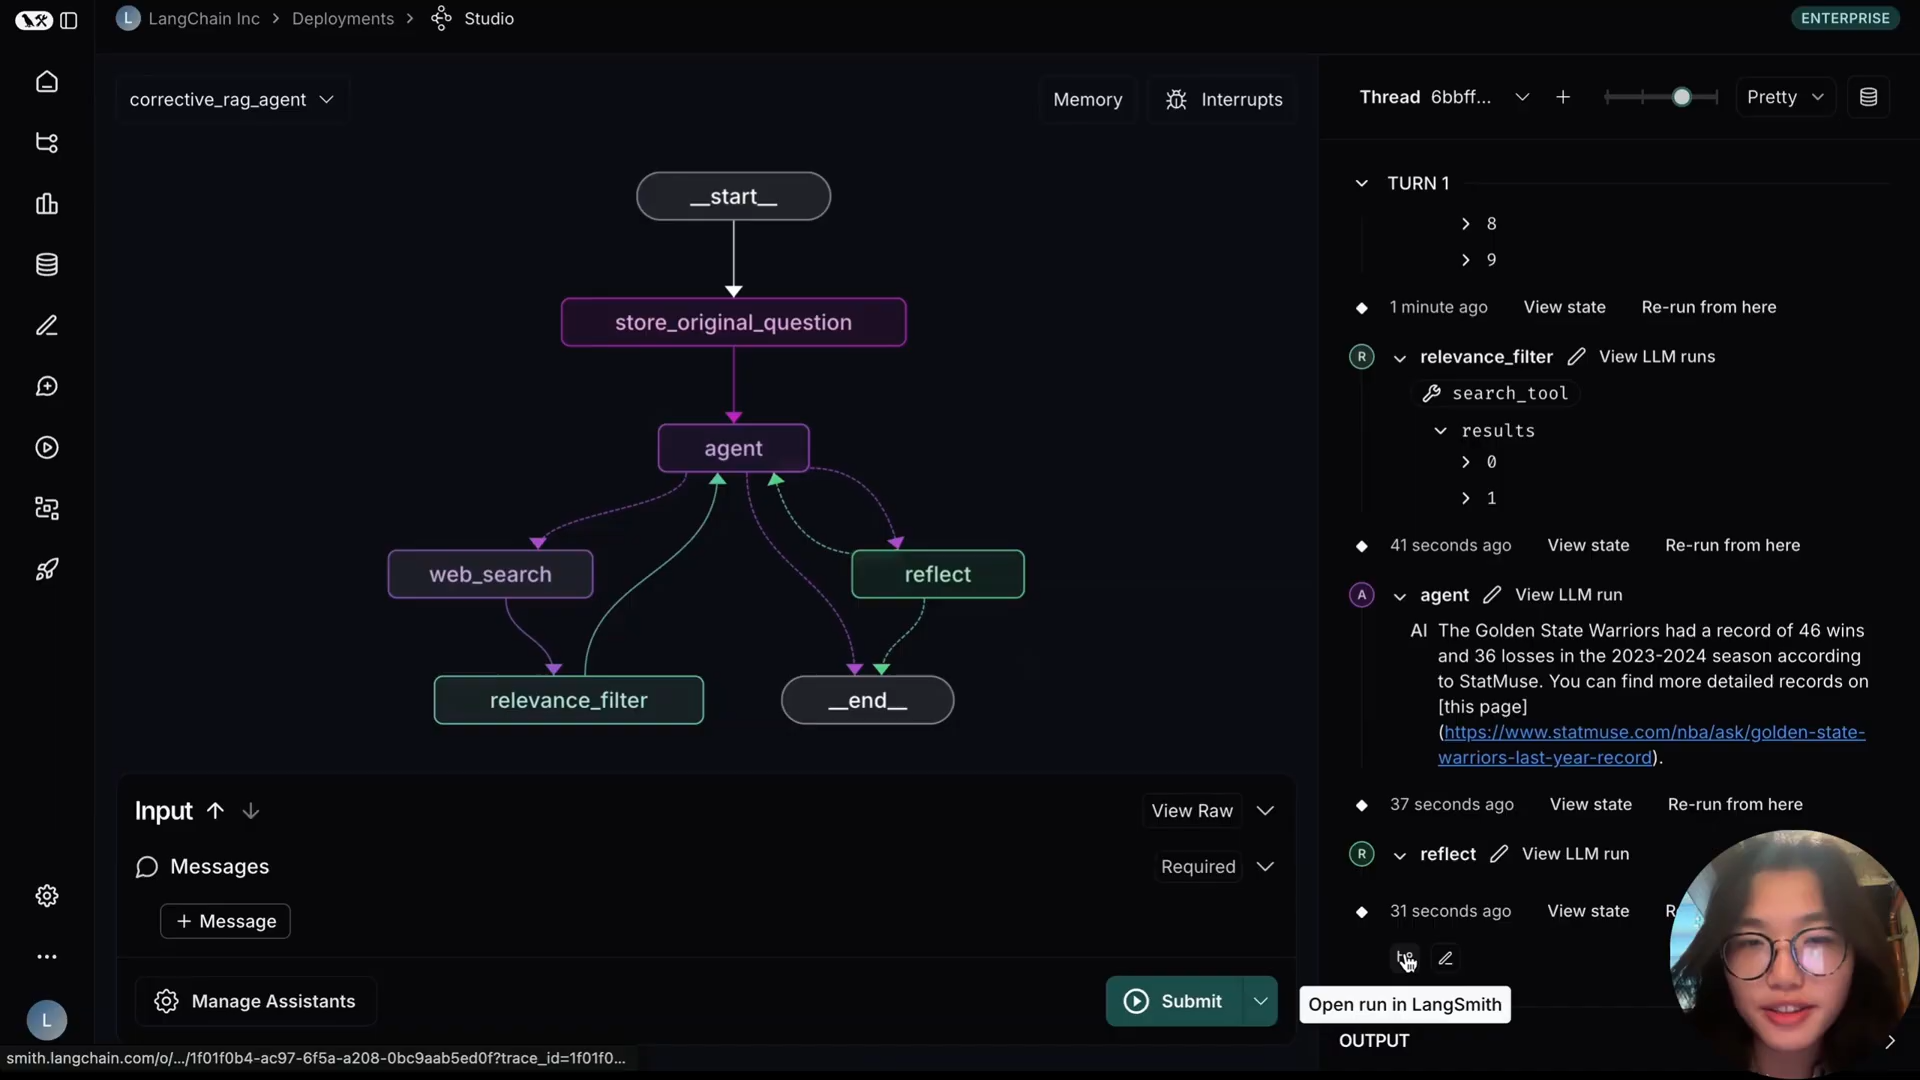 L LangChain Inc > Deployments > Studio
ENTERPRISE
corrective_rag_agent
Memory
Interrupts
__start__
store_original_question
agent
web_search
reflect
relevance_filter
__end__
Input
View Raw
Messages
Required
+ Message
Manage Assistants
Submit
L
smith.langchain.com/o/.../1f01f0b4-ac97-6f5a-a208-0bc9aab5ed0f?trace_id=1f01f0...
Thread 6bbff...
Pretty
TURN 1
8
9
1 minute ago View state Re-run from here
R relevance_filter View LLM runs
search_tool
results
0
1
41 seconds ago View state Re-run from here
A agent View LLM run
AI The Golden State Warriors had a record of 46 wins
and 36 losses in the 2023-2024 season according
to StatMuse. You can find more detailed records on
[this page]
(https://www.statmuse.com/nba/ask/golden-state-
warriors-last-year-record).
37 seconds ago View state Re-run from here
R reflect View LLM run
31 seconds ago View state
Open run in LangSmith
OUTPUT